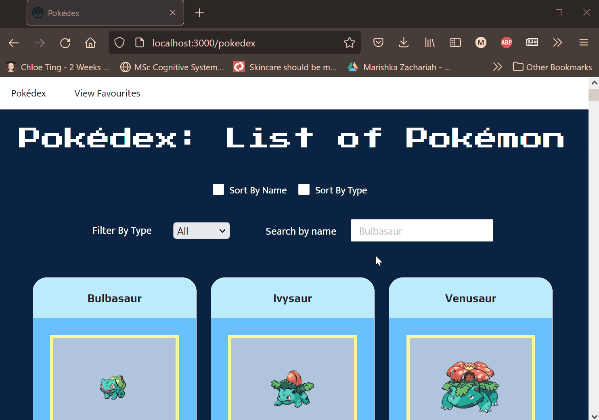 Pokédex
localhost:3000/pokedex
M
ABP
Chloe Ting - 2 Weeks ...
MSc Cognitive System...
Skincare should be m...
Marishka Zachariah - ...
Other Bookmarks
Pokédex View Favourites
Pokédex: List of Pokémon
Sort By Name Sort By Type
Filter By Type All Search by name Bulbasaur
Bulbasaur Ivysaur Venusaur